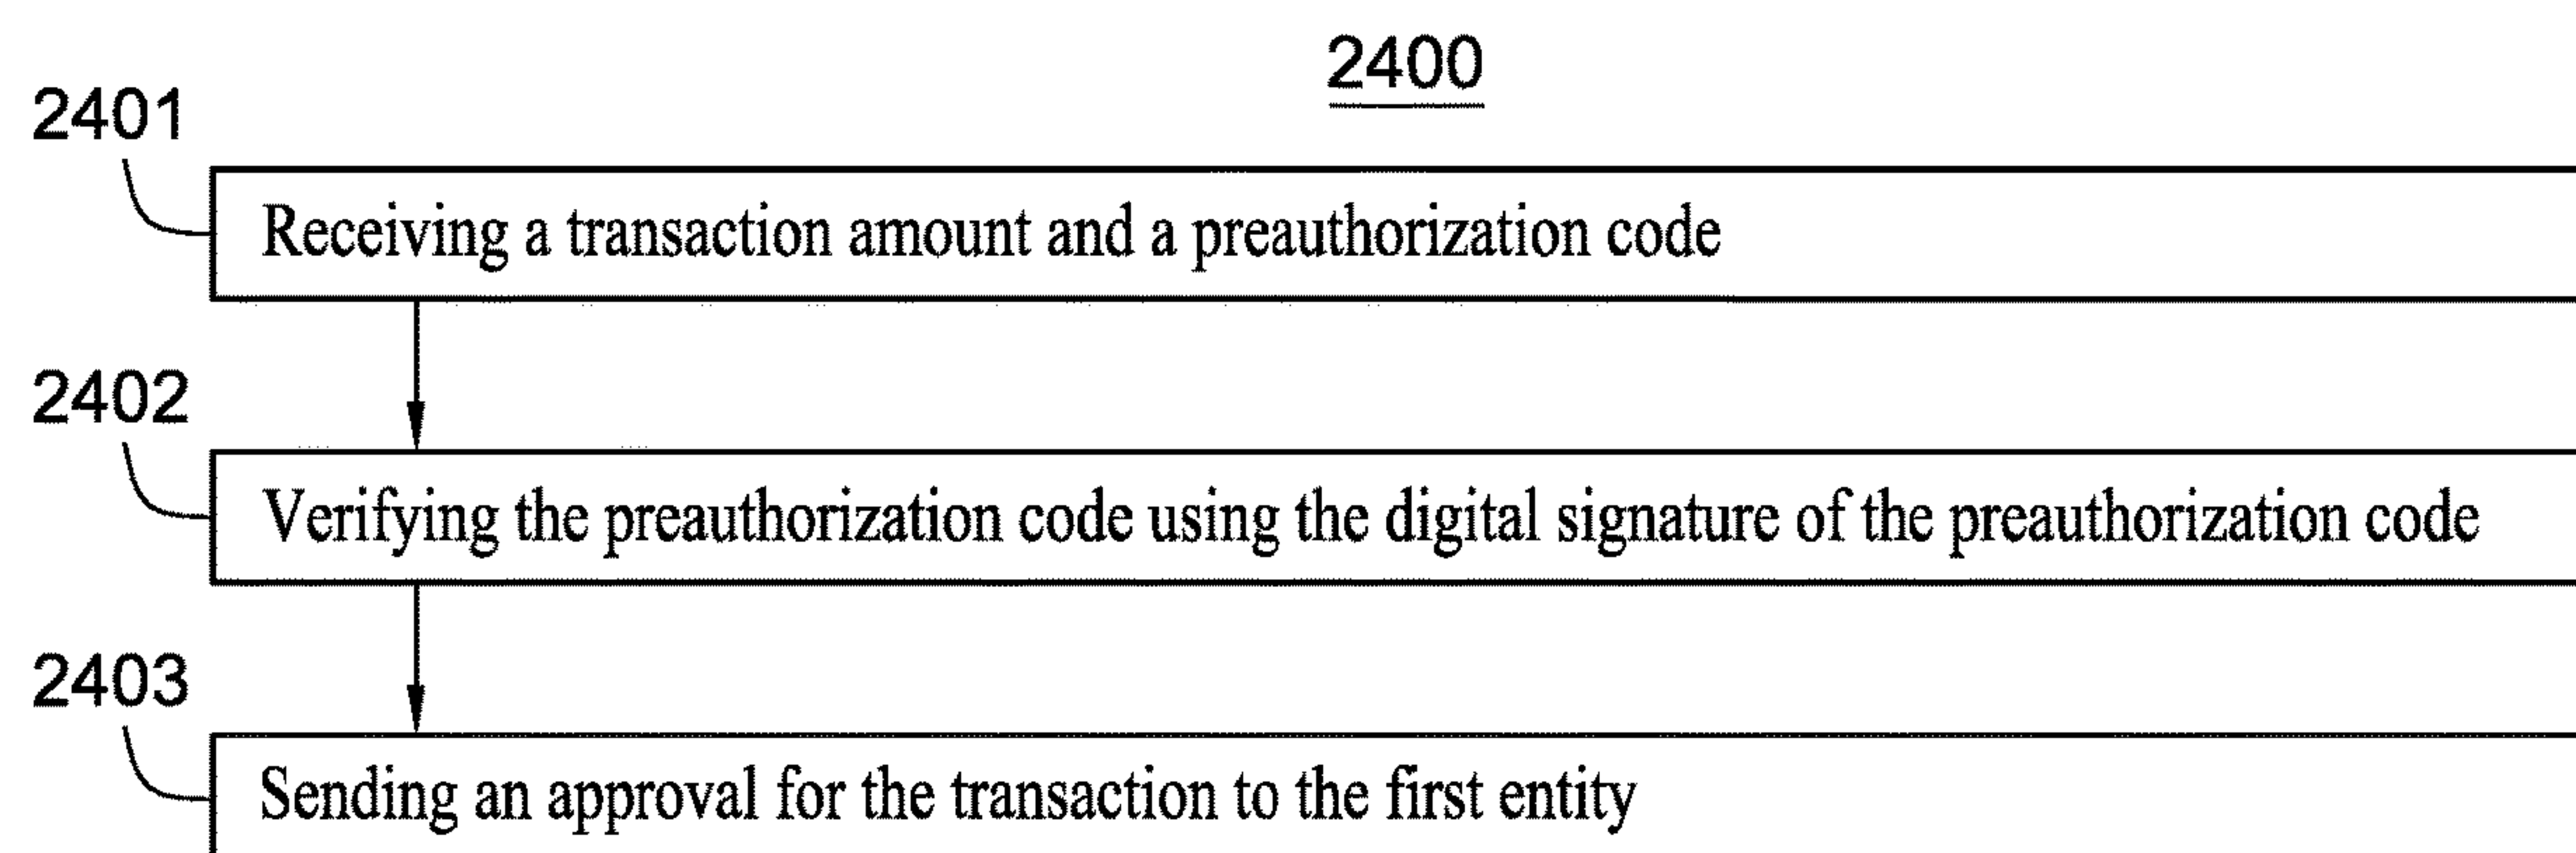 2400
2401
Receiving a transaction amount and a preauthorization code
2402
Verifying the preauthorization code using the digital signature of the preauthorization code
2403
Sending an approval for the transaction to the first entity